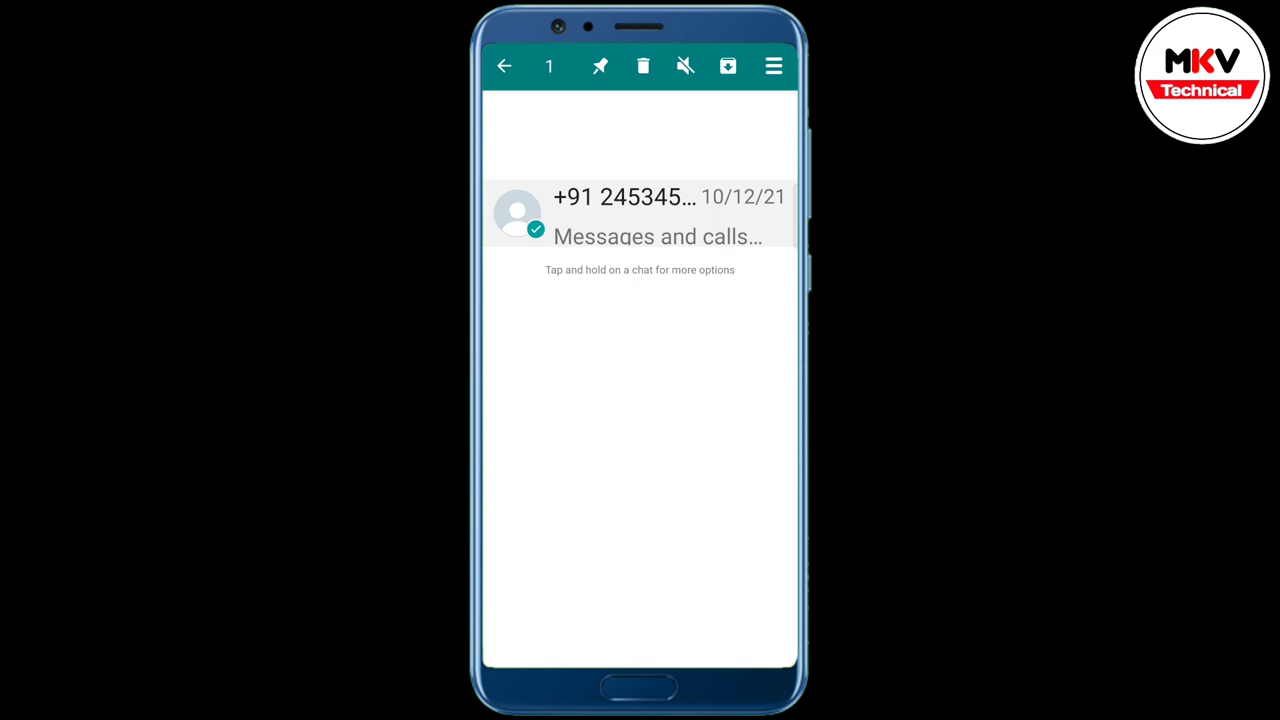 1
+91 245345... 10/12/21
Messages and calls...
Tap and hold on a chat for more options
MKV
Technical